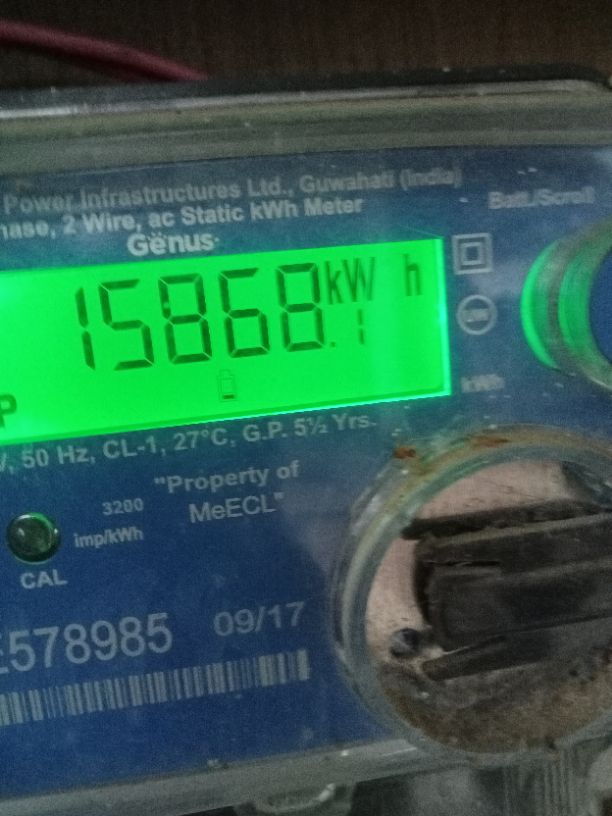 Power Infrastructures Ltd., Guwahati (India)
hase, 2 Wire, ac Static kWh Meter
Batt./Scroll
Genus
15868.1 kW h
P
kWh
, 50 Hz, CL-1, 27°C, G.P. 5½ Yrs.
"Property of
MeECL"
3200
imp/kWh
CAL
578985 09/17